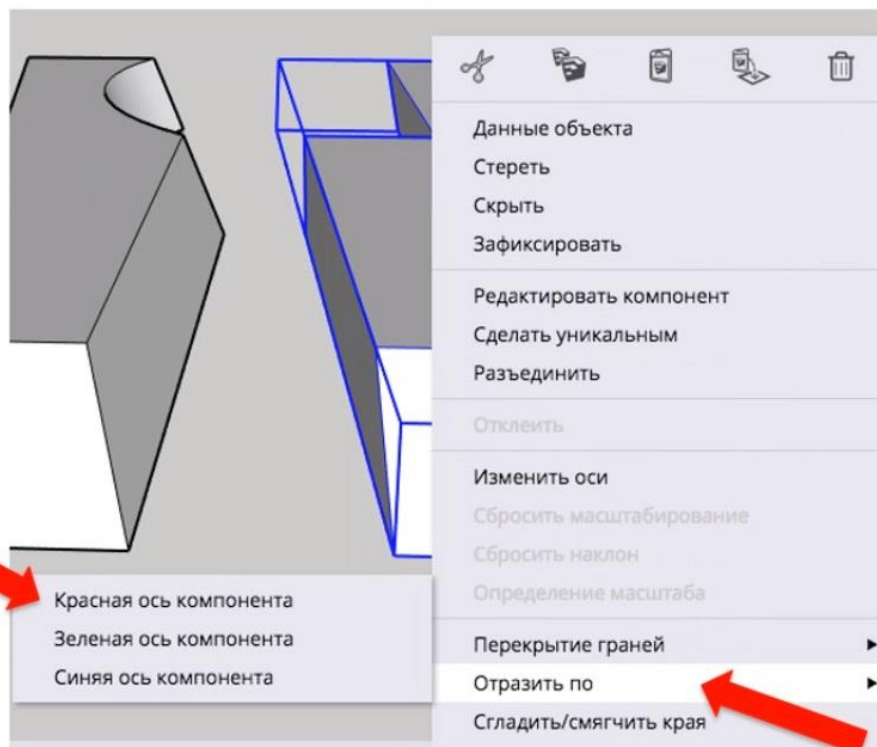 Данные объекта
Стереть
Скрыть
Зафиксировать
Редактировать компонент
Сделать уникальным
Разъединить
Отклеить
Изменить оси
Сбросить масштабирование
Сбросить наклон
Определение масштаба
Перекрытие граней
Отразить по
Сгладить/смягчить края
Красная ось компонента
Зеленая ось компонента
Синяя ось компонента